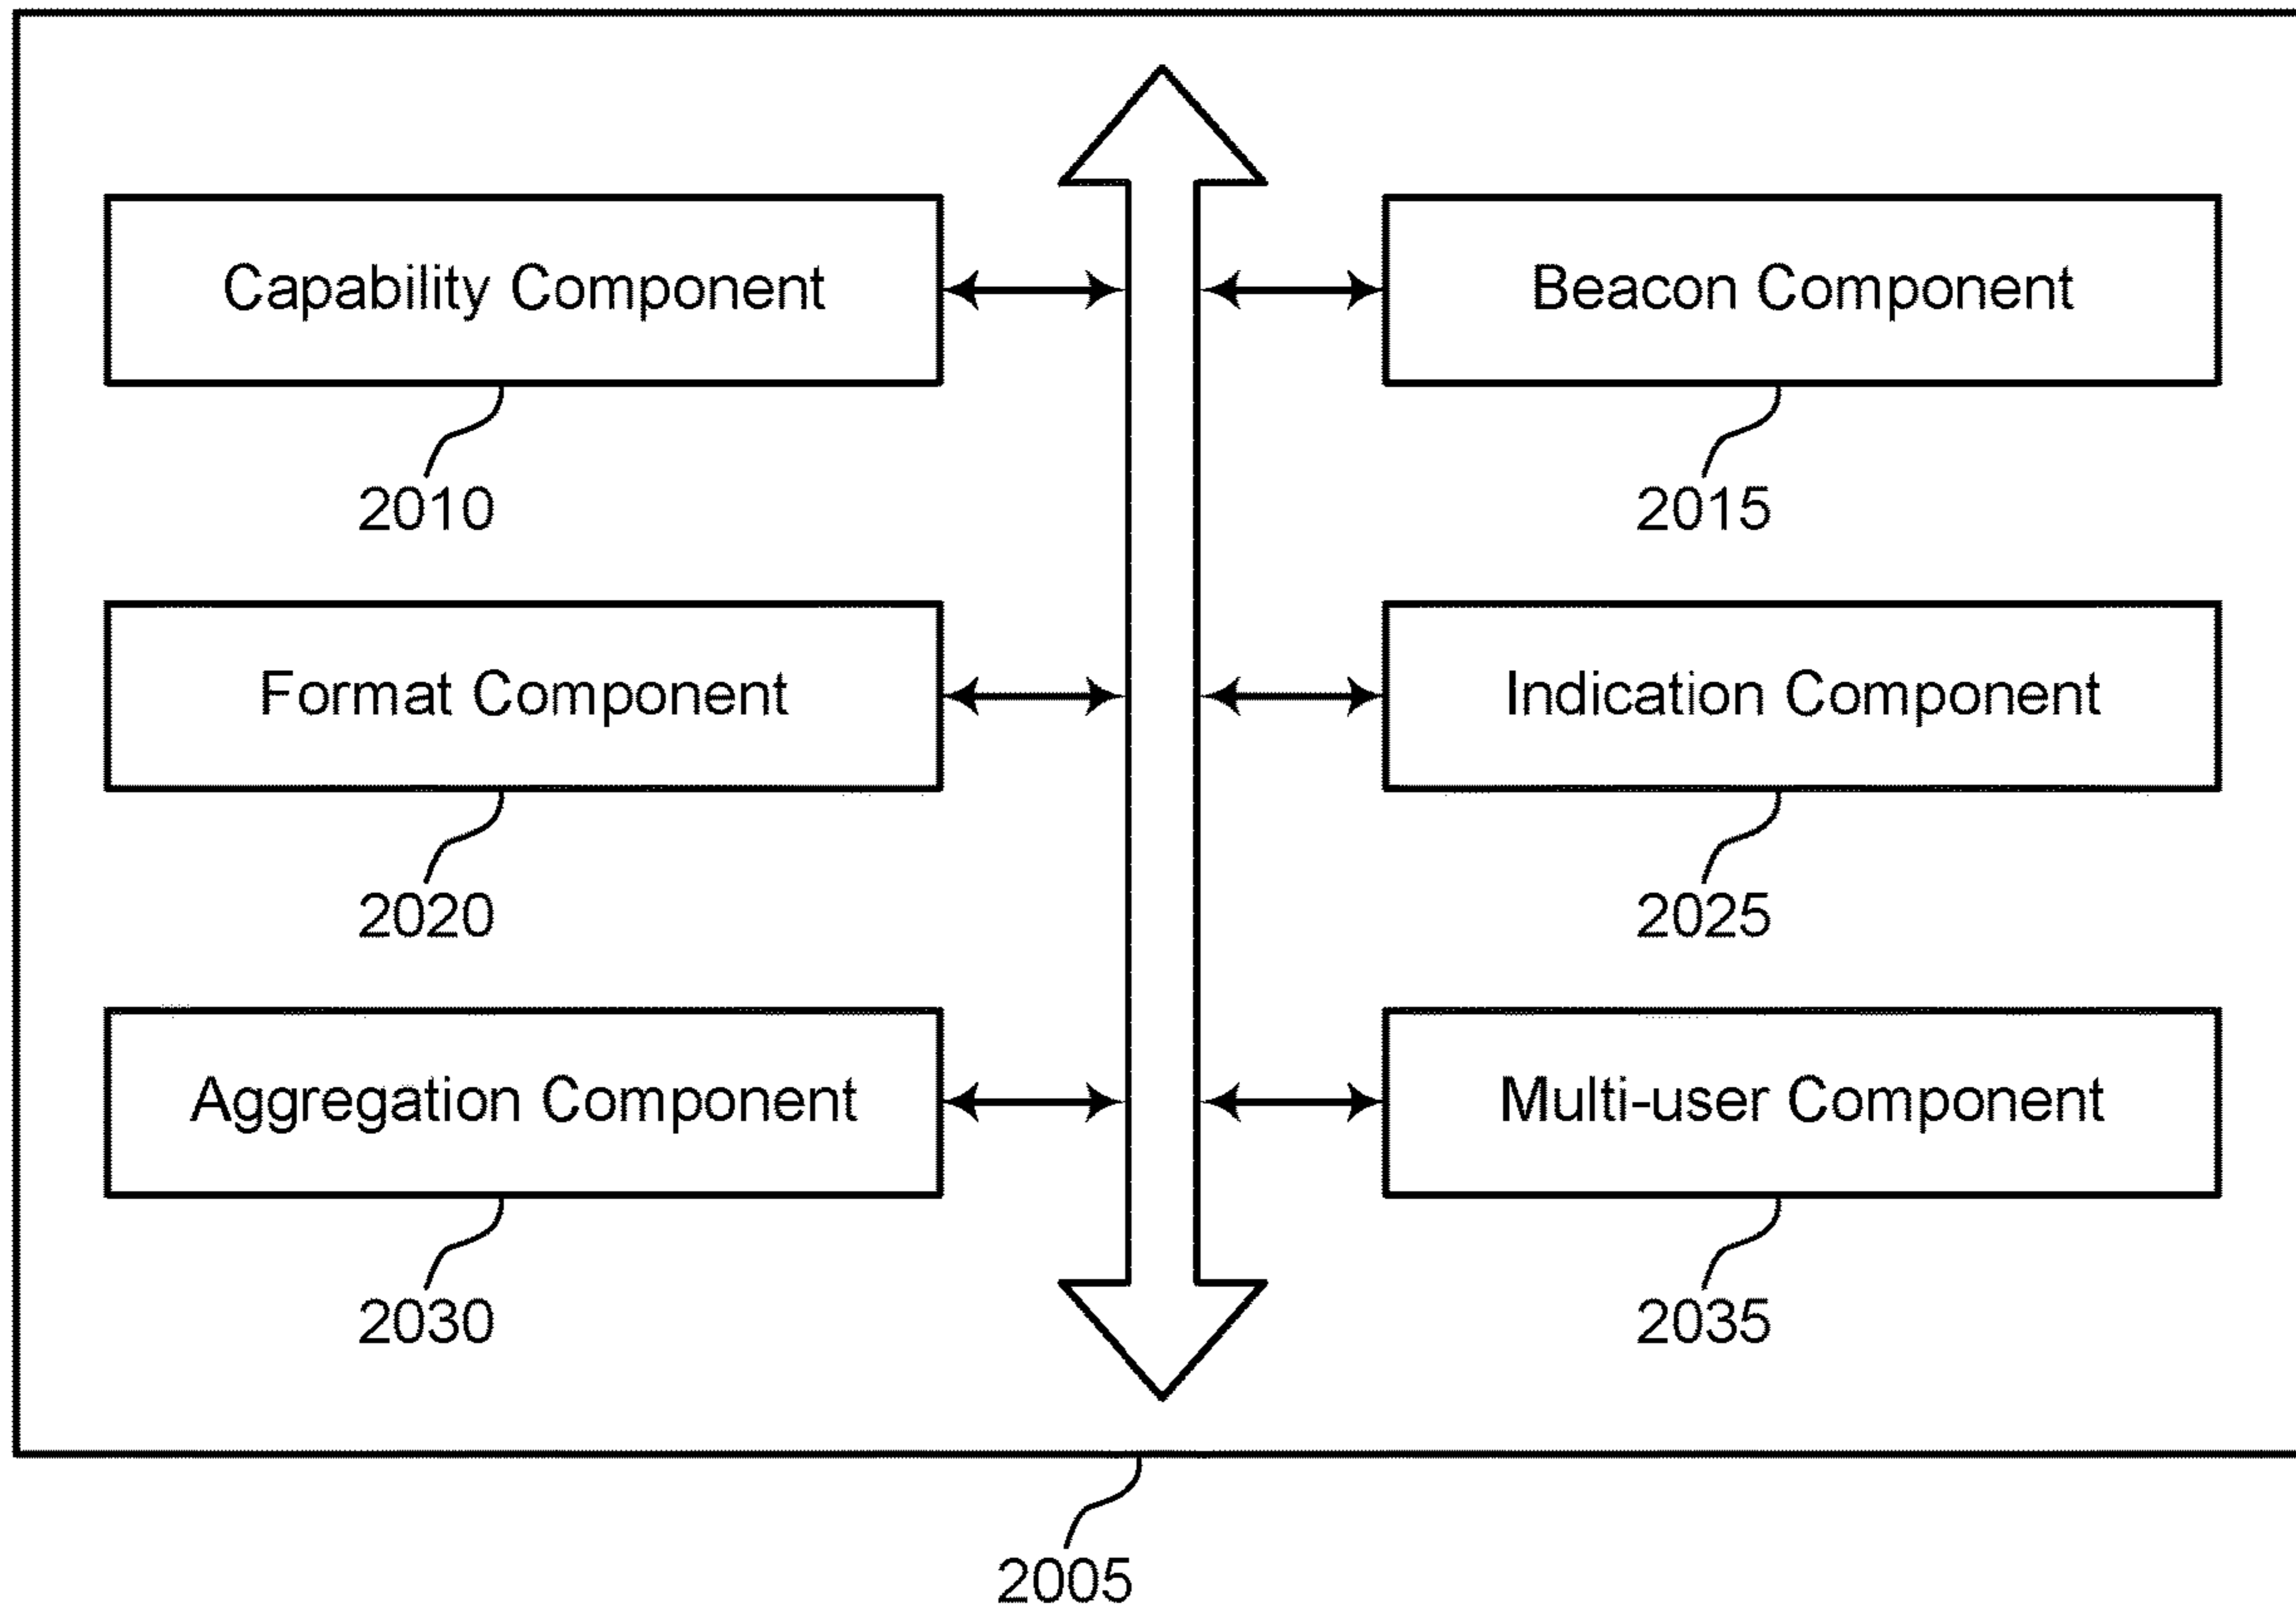 Capability Component
Beacon Component
2010
2015
Format Component
Indication Component
2020
2025
Aggregation Component
Multi-user Component
2030
2035
2005